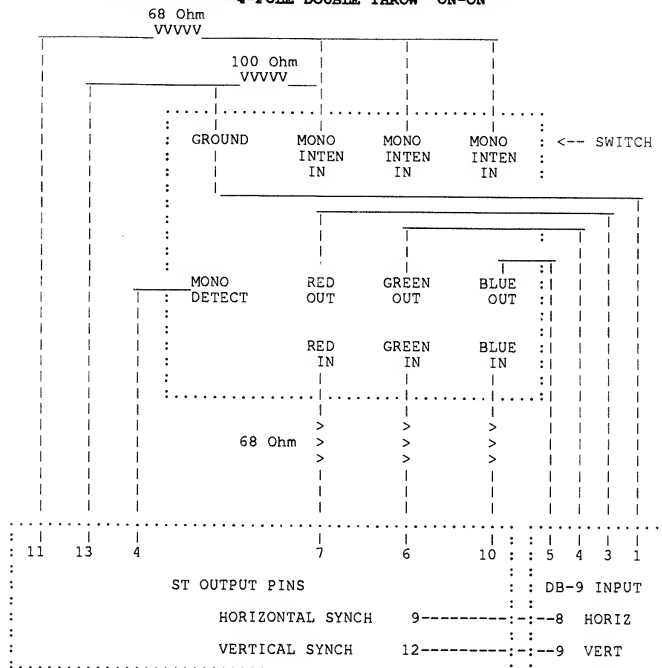 4-POLE DOUBLE THROW "ON-ON"
68 Ohm
VVVVV
100 Ohm
VVVVV
GROUND MONO MONO MONO <-- SWITCH
INTEN INTEN INTEN
IN IN IN
MONO RED GREEN BLUE
DETECT OUT OUT OUT
RED GREEN BLUE
IN IN IN
> > >
68 Ohm > > >
> > >
11 13 4 7 6 10 5 4 3 1
ST OUTPUT PINS DB-9 INPUT
HORIZONTAL SYNCH 9-----------:-:--8 HORIZ
VERTICAL SYNCH 12----------:-:--9 VERT